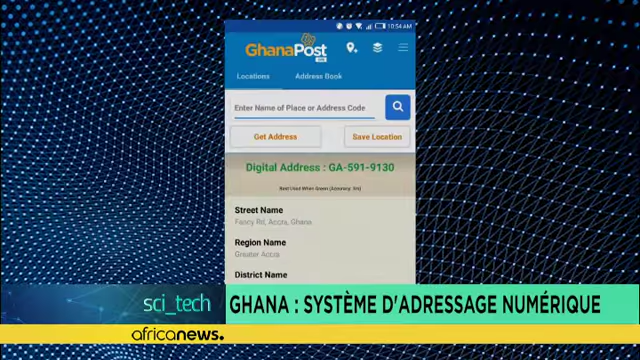 10:54 AM
GhanaPost
GPS
Locations Address Book
Enter Name of Place or Address Code
Get Address Save Location
Digital Address : GA-591-9130
Street Name
Fancy Rd, Accra, Ghana
Region Name
Greater Accra
District Name
sci_tech GHANA : SYSTÈME D'ADRESSAGE NUMÉRIQUE
africanews.